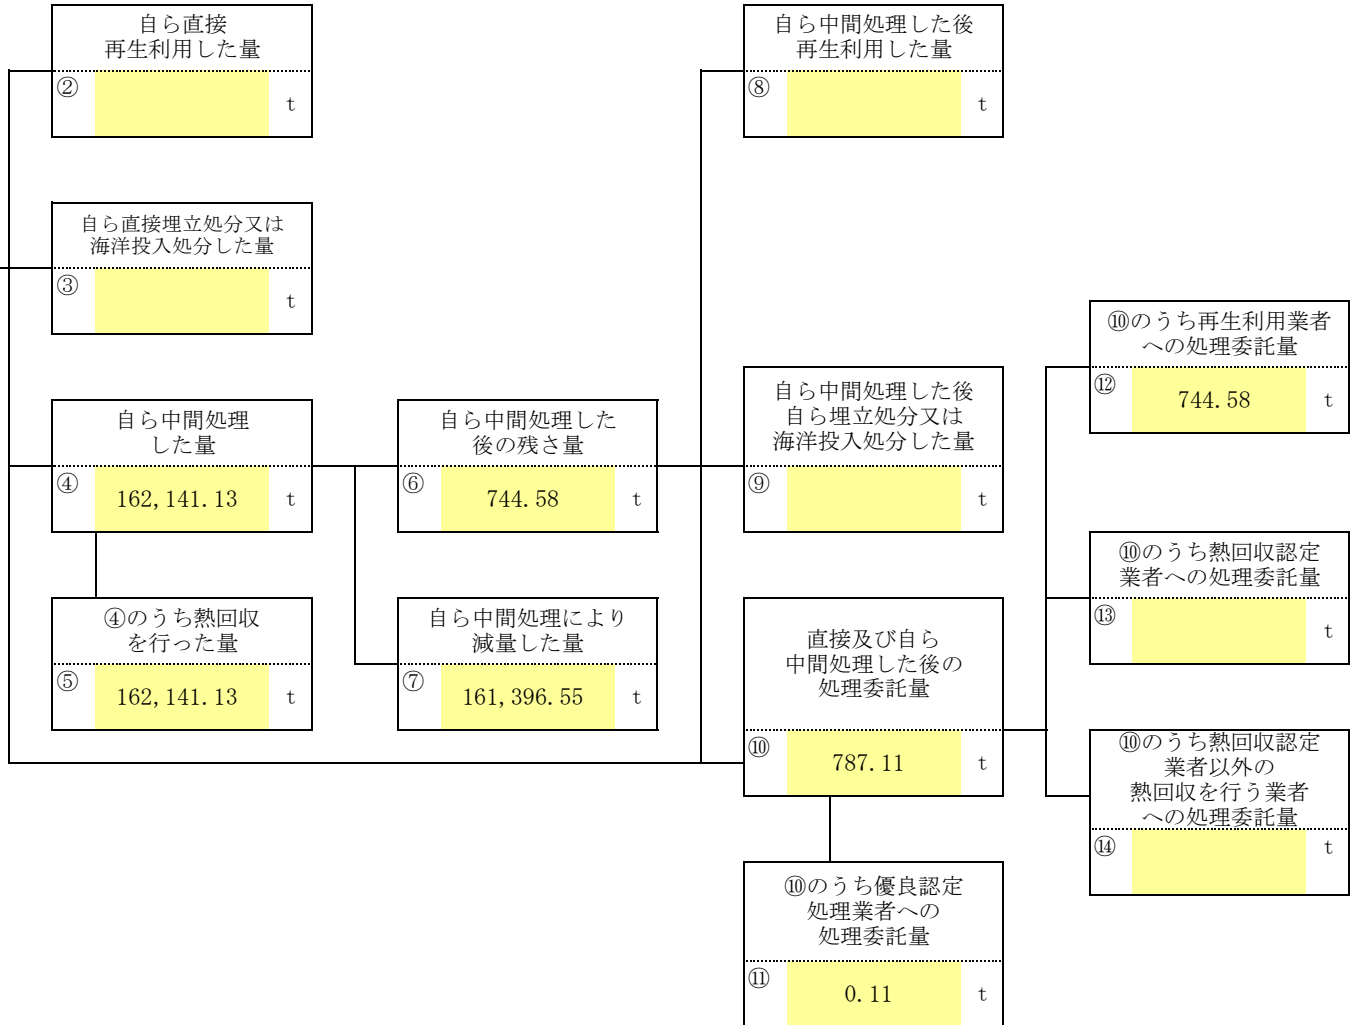 自ら直接
再生利用した量
②
t
自ら直接埋立処分又は
海洋投入処分した量
③
t
自ら中間処理
した量
④
162,141.13 t
④のうち熱回収
を行った量
⑤
162,141.13 t
自ら中間処理した
後の残さ量
⑥
744.58 t
自ら中間処理により
減量した量
⑦
161,396.55 t
自ら中間処理した後
再生利用した量
⑧
t
自ら中間処理した後
自ら埋立処分又は
海洋投入処分した量
⑨
t
直接及び自ら
中間処理した後の
処理委託量
⑩
787.11 t
⑩のうち優良認定
処理業者への
処理委託量
⑪
0.11 t
⑩のうち再生利用業者
への処理委託量
⑫
744.58 t
⑩のうち熱回収認定
業者への処理委託量
⑬
t
⑩のうち熱回収認定
業者以外の
熱回収を行う業者
への処理委託量
⑭
t